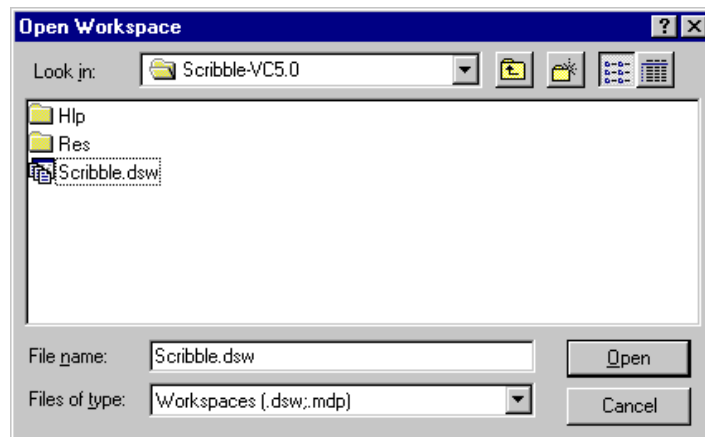 Open Workspace
Look in: Scribble-VC5.0
Hlp
Res
Scribble.dsw
File name: Scribble.dsw Open
Files of type: Workspaces (.dsw;.mdp) Cancel